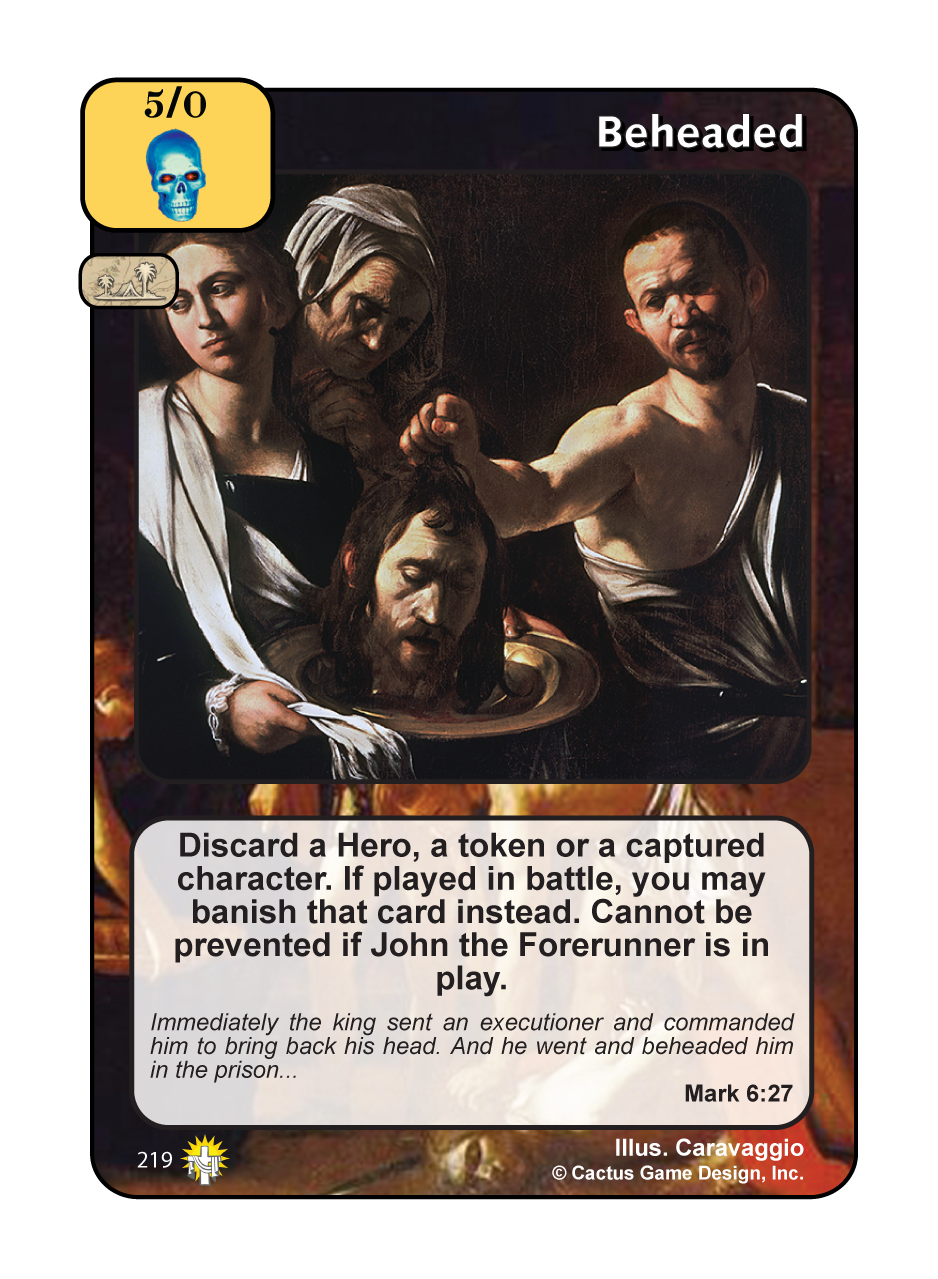 5/0
Beheaded
Discard a Hero, a token or a captured
character. If played in battle, you may
banish that card instead. Cannot be
prevented if John the Forerunner is in
play.
Immediately the king sent an executioner and commanded
him to bring back his head. And he went and beheaded him
in the prison...
Mark 6:27
219
Illus. Caravaggio
© Cactus Game Design, Inc.